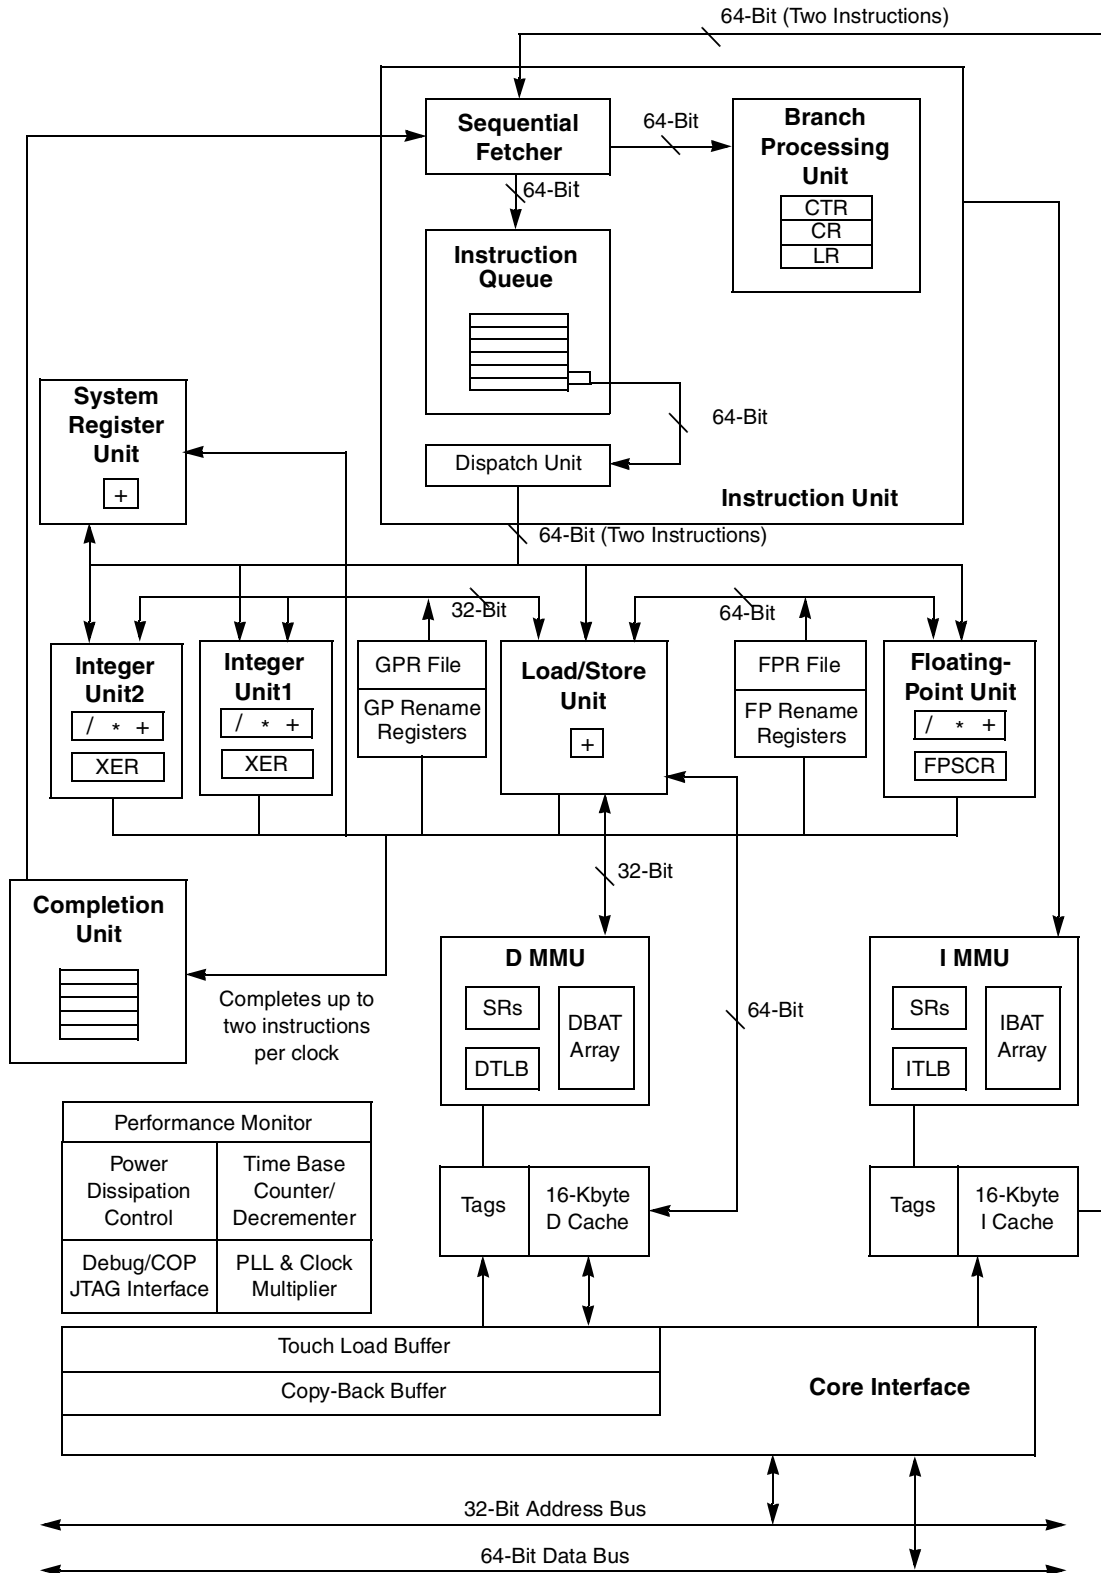 64-Bit (Two Instructions)
Sequential
Fetcher
64-Bit
Branch
Processing
Unit
CTR
CR
LR
64-Bit
Instruction
Queue
64-Bit
Dispatch Unit
Instruction Unit
System
Register
Unit
+
64-Bit (Two Instructions)
32-Bit
64-Bit
Integer
Unit2
/ * +
XER
Integer
Unit1
/ * +
XER
GPR File
GP Rename
Registers
Load/Store
Unit
+
FPR File
FP Rename
Registers
Floating-
Point Unit
/ * +
FPSCR
32-Bit
Completion
Unit
Completes up to
two instructions
per clock
D MMU
SRs
DTLB
DBAT
Array
64-Bit
I MMU
SRs
ITLB
IBAT
Array
Performance Monitor
Power
Dissipation
Control
Time Base
Counter/
Decrementer
Debug/COP
JTAG Interface
PLL & Clock
Multiplier
Tags
16-Kbyte
D Cache
Tags
16-Kbyte
I Cache
Touch Load Buffer
Copy-Back Buffer
Core Interface
32-Bit Address Bus
64-Bit Data Bus